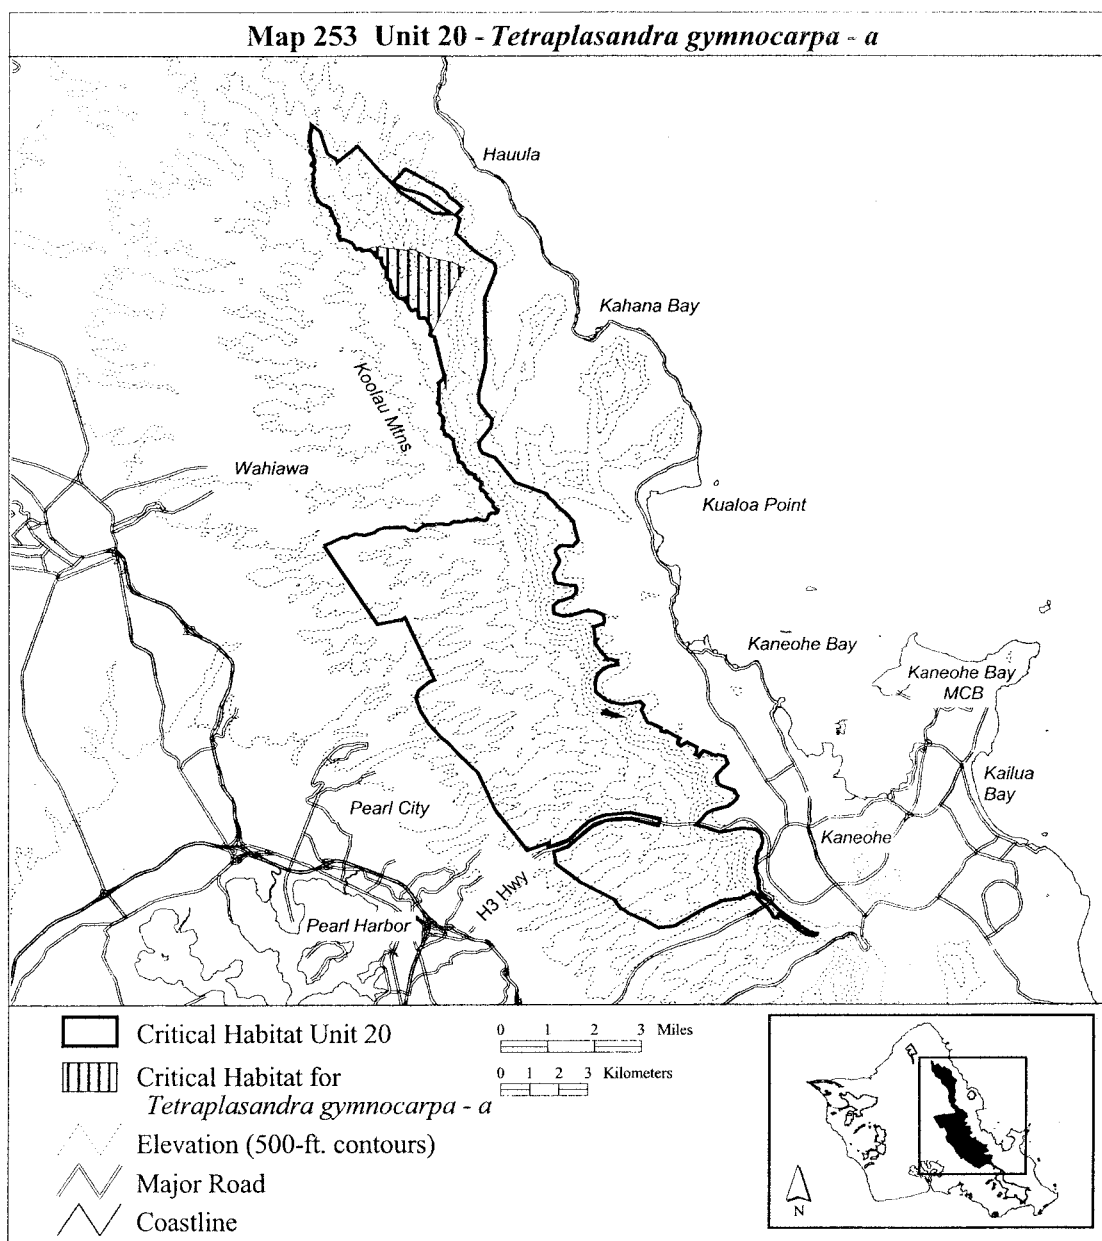 Map 253 Unit 20 - Tetraplasandra gymnocarpa - a
Hauula
Kahana Bay
Koolau Mtns
Wahiawa
Kualoa Point
Kaneohe Bay
Kaneohe Bay
MCB
Kailua
Bay
Pearl City
Kaneohe
H3 Hwy
Pearl Harbor
Critical Habitat Unit 20
Critical Habitat for
Tetraplasandra gymnocarpa - a
Elevation (500-ft. contours)
Major Road
Coastline
0 1 2 3 Miles
0 1 2 3 Kilometers
N